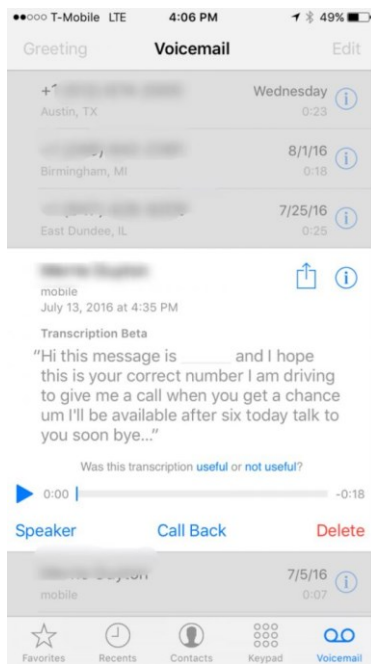 T-Mobile LTE 4:06 PM 49%
Greeting Voicemail Edit
Wednesday
Austin, TX 0:23
8/1/16
Birmingham, MI 0:18
7/25/16
East Dundee, IL 0:25
mobile
July 13, 2016 at 4:35 PM
Transcription Beta
“Hi this message is ______ and I hope
this is your correct number I am driving
to give me a call when you get a chance
um I'll be available after six today talk to
you soon bye...”
Was this transcription useful or not useful?
0:00 -0:18
Speaker Call Back Delete
7/5/16
mobile 0:07
Favorites Recents Contacts Keypad Voicemail